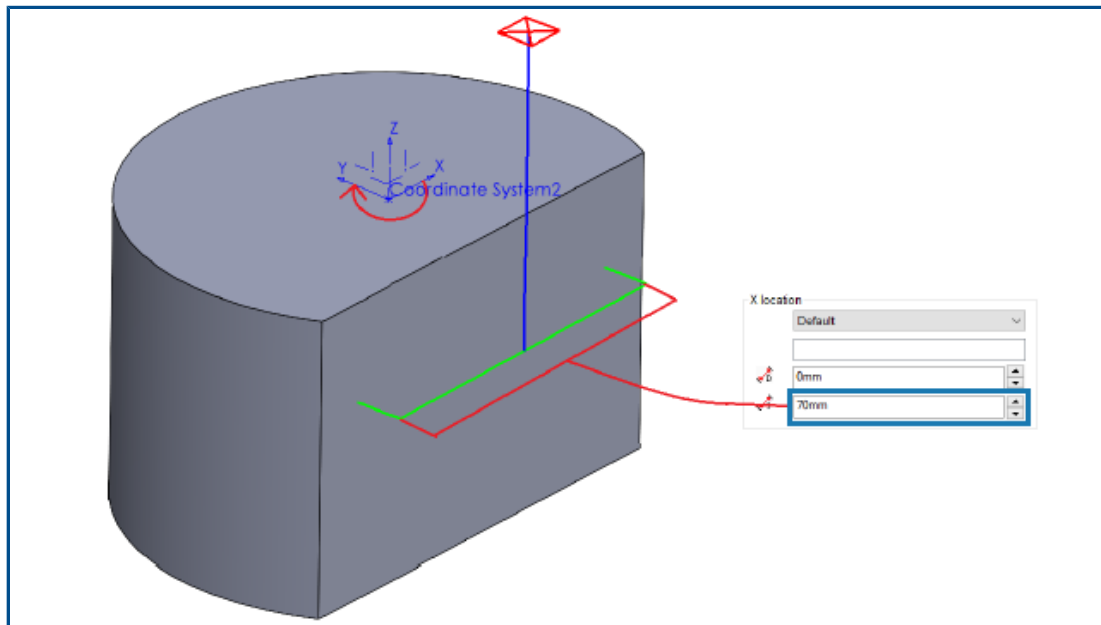 Z
Y
X
Coordinate System2
X location
Default
0mm
70mm